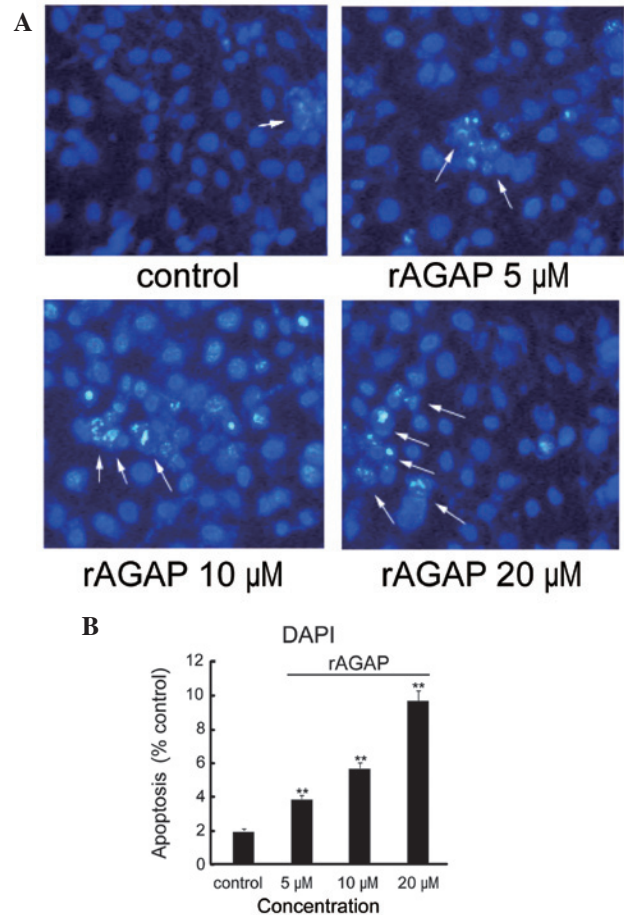 A
control
rAGAP 5 µM
rAGAP 10 µM
rAGAP 20 µM
B
DAPI
rAGAP
12
10
8
6
4
2
0
Apoptosis (% control)
**
**
**
control 5 µM 10 µM 20 µM
Concentration